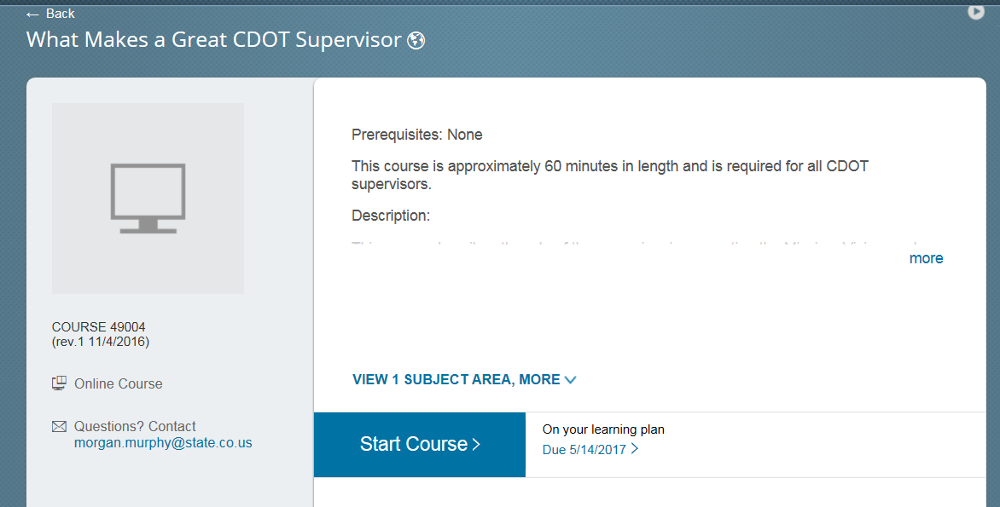 ← Back
What Makes a Great CDOT Supervisor
Prerequisites: None
This course is approximately 60 minutes in length and is required for all CDOT
supervisors.
Description:
more
COURSE 49004
(rev.1 11/4/2016)
Online Course
Questions? Contact
morgan.murphy@state.co.us
VIEW 1 SUBJECT AREA, MORE
Start Course >
On your learning plan
Due 5/14/2017 >